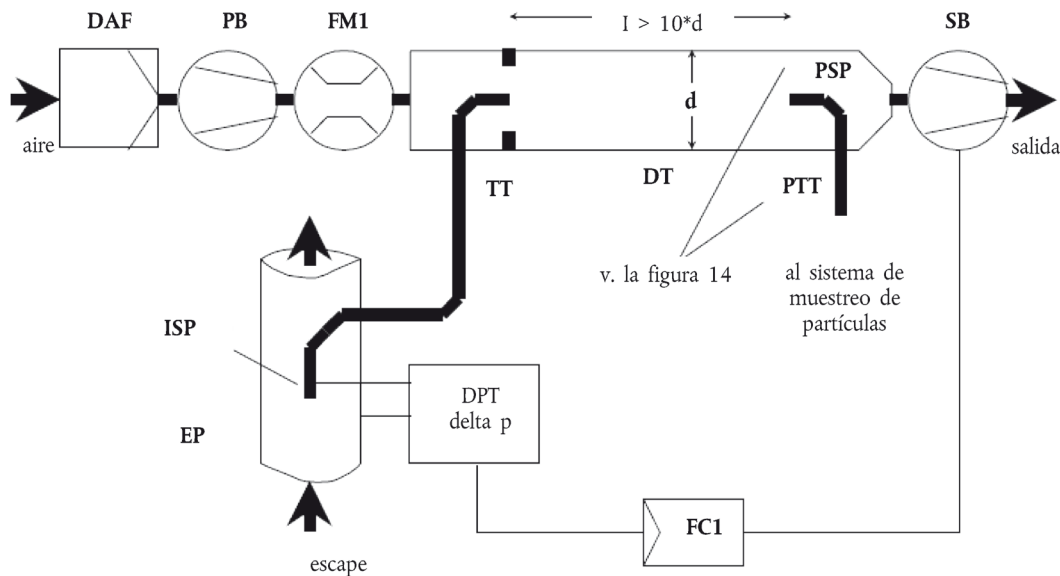 DAF
PB
FM1
l > 10*d
SB
PSP
d
aire
salida
TT
DT
PTT
v. la figura 14
al sistema de
muestreo de
partículas
ISP
DPT
delta p
EP
FC1
escape